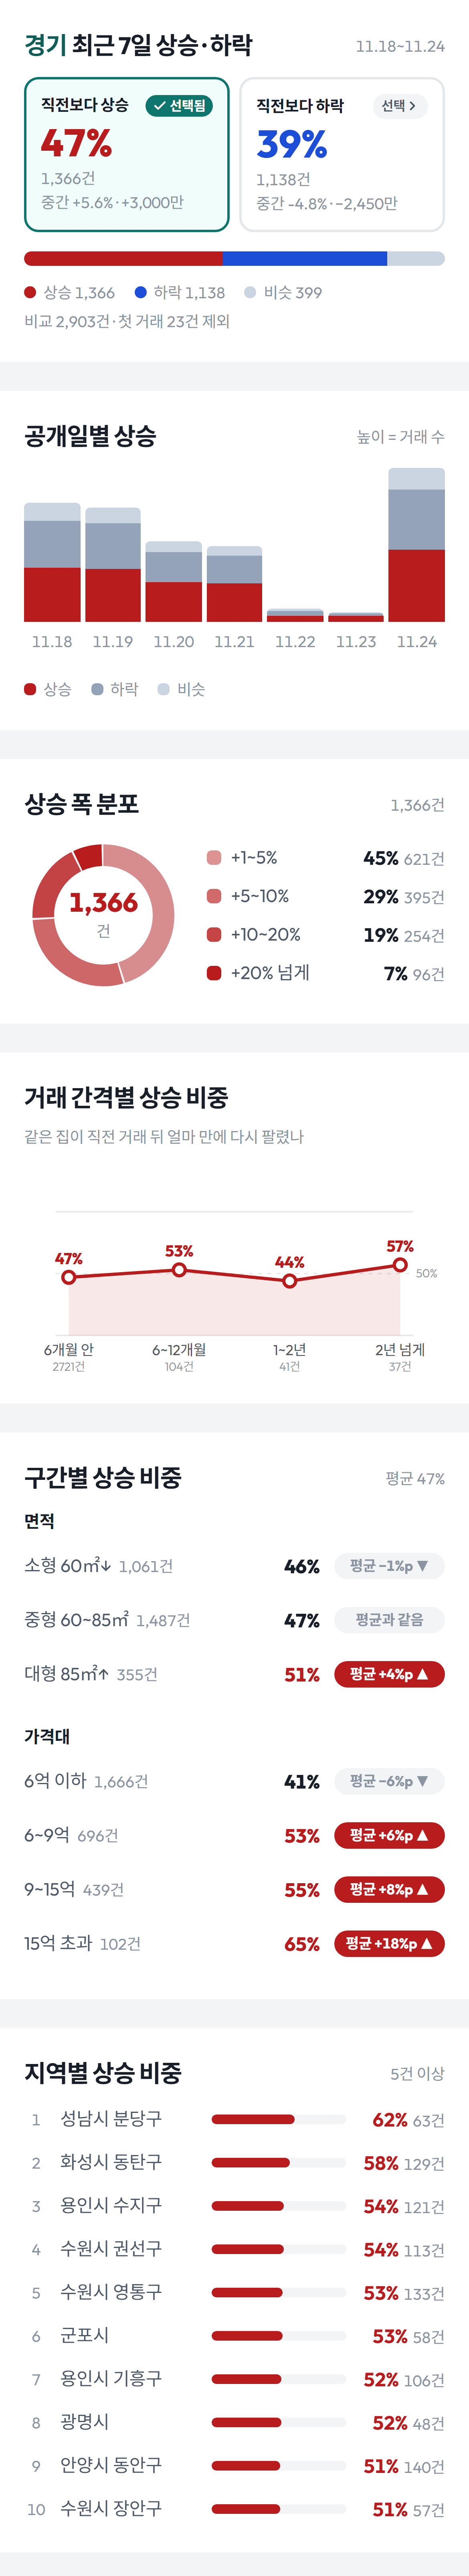 경기 최근 7일 상승·하락 11.18~11.24
직전보다 상승 ✓ 선택됨
47%
1,366건
중간 +5.6%·+3,000만
직전보다 하락 선택 >
39%
1,138건
중간 -4.8%·−2,450만
상승 1,366 하락 1,138 비슷 399
비교 2,903건·첫 거래 23건 제외
공개일별 상승 높이 = 거래 수
11.18 11.19 11.20 11.21 11.22 11.23 11.24
상승 하락 비슷
상승 폭 분포 1,366건
1,366
건
+1~5% 45% 621건
+5~10% 29% 395건
+10~20% 19% 254건
+20% 넘게 7% 96건
거래 간격별 상승 비중
같은 집이 직전 거래 뒤 얼마 만에 다시 팔렸나
47% 53% 44% 57%
50%
6개월 안 6~12개월 1~2년 2년 넘게
2721건 104건 41건 37건
구간별 상승 비중 평균 47%
면적
소형 60㎡↓ 1,061건 46% 평균 −1%p ▼
중형 60~85㎡ 1,487건 47% 평균과 같음
대형 85㎡↑ 355건 51% 평균 +4%p ▲
가격대
6억 이하 1,666건 41% 평균 −6%p ▼
6~9억 696건 53% 평균 +6%p ▲
9~15억 439건 55% 평균 +8%p ▲
15억 초과 102건 65% 평균 +18%p ▲
지역별 상승 비중 5건 이상
1 성남시 분당구 62% 63건
2 화성시 동탄구 58% 129건
3 용인시 수지구 54% 121건
4 수원시 권선구 54% 113건
5 수원시 영통구 53% 133건
6 군포시 53% 58건
7 용인시 기흥구 52% 106건
8 광명시 52% 48건
9 안양시 동안구 51% 140건
10 수원시 장안구 51% 57건